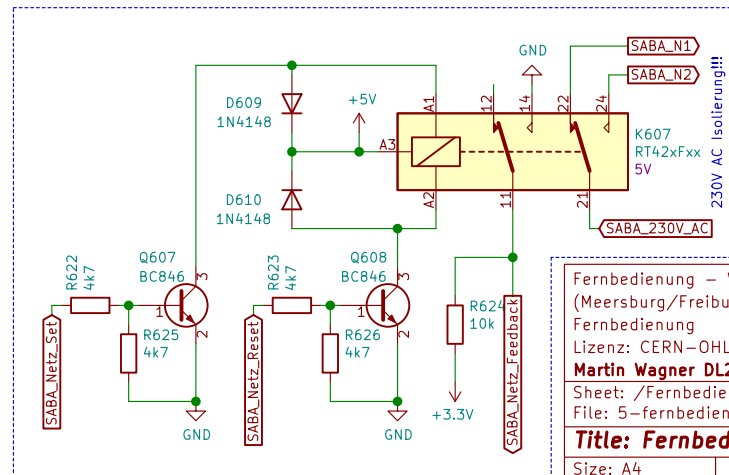 SABA_N1
GND
SABA_N2
230V AC Isolierung!!!
D609
1N4148
+5V
A1
12
14
22
24
A3
K607
RT42xFxx
5V
D610
1N4148
A2
11
21
SABA_230V_AC
R622
4k7
Q607
BC846
3
1
2
R623
4k7
Q608
BC846
3
1
2
R625
4k7
R626
4k7
R624
10k
SABA_Netz_Set
SABA_Netz_Reset
SABA_Netz_Feedback
+3.3V
GND
GND
Fernbedienung -
(Meersburg/Freibu
Fernbedienung
Lizenz: CERN-OHL
Martin Wagner DL2
Sheet: /Fernbedie
File: 5-fernbedien
Title: Fernbed
Size: A4